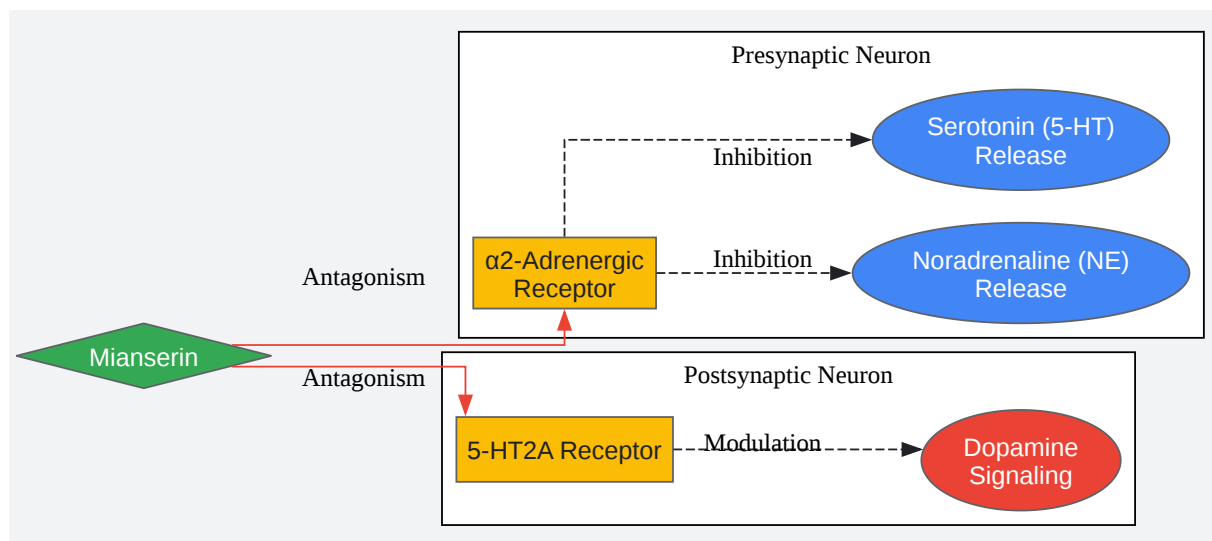 Presynaptic Neuron
Serotonin (5-HT)
Release
Inhibition
α2-Adrenergic
Receptor
Inhibition
Noradrenaline (NE)
Release
Antagonism
Mianserin
Antagonism
Postsynaptic Neuron
5-HT2A Receptor
Modulation
Dopamine
Signaling